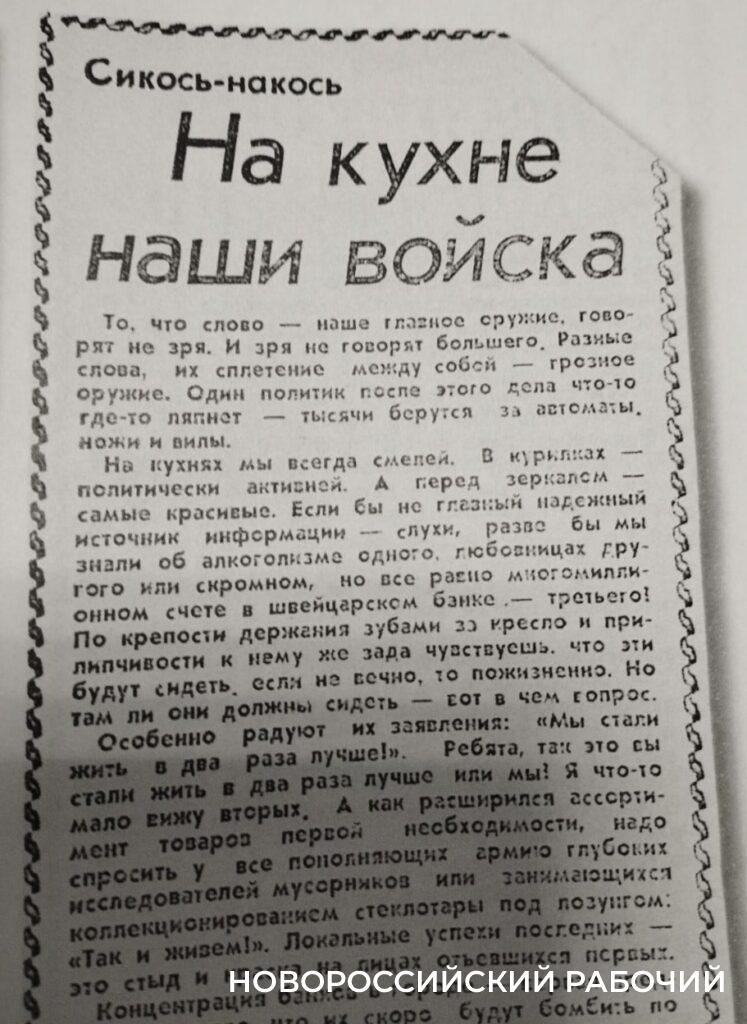 Сикось-накось
На кухне
наши войска
То, что слово — наше главное оружие, гово-
рят не зря. И зря не говорят большего. Разные
слова, их сплетение между собой — грозное
оружие. Один политик после этого дела что-то
где-то ляпнет — тысячи берутся за автоматы,
ножи и вилы.
На кухнях мы всегда смелей. В курилках —
политически активней. А перед зеркалом —
самые красивые. Если бы не главный надежный
источник информации — слухи, разве бы мы
знали об алкоголизме одного, любовницах дру-
гого или скромном, но все равно многомилли-
онном счете в швейцарском банке — третьего!
По крепости держания зубами за кресло и при-
липчивости к нему же зада чувствуешь, что эти
будут сидеть, если не вечно, то пожизненно. Но
там ли они должны сидеть — вот в чем вопрос.
Особенно радуют их заявления: «Мы стали
жить в два раза лучше!». Ребята, так это вы
стали жить в два раза лучше или мы? Я что-то
мало вижу вторых. А как расширился ассорти-
мент товаров первой необходимости, надо
спросить у все пополняющих армию глубоких
исследователей мусорников или занимающихся
коллекционированием стеклотары под лозунгом:
«Так и живем!». Локальные успехи последних —
это стыд и на лицах отъевшихся первых.
Концентрация
что их скоро будут бомбить по
НОВОРОССИЙСКИЙ РАБОЧИЙ